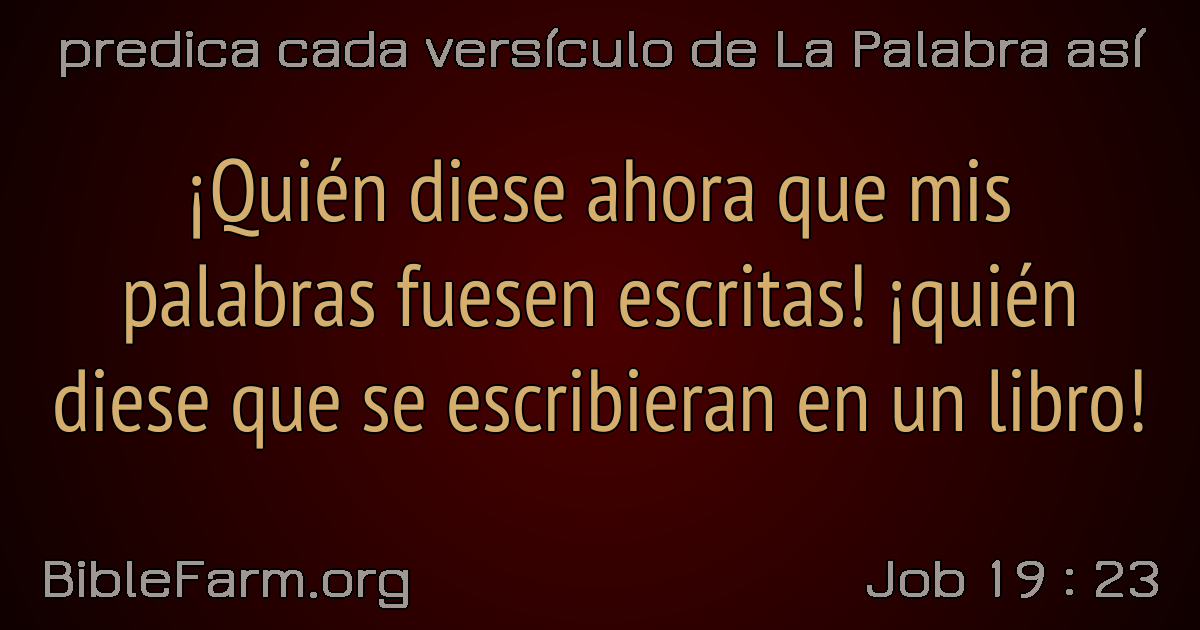 predica cada versículo de La Palabra así
¡Quién diese ahora que mis
palabras fuesen escritas! ¡quién
diese que se escribieran en un libro!
BibleFarm.org
Job 19 : 23